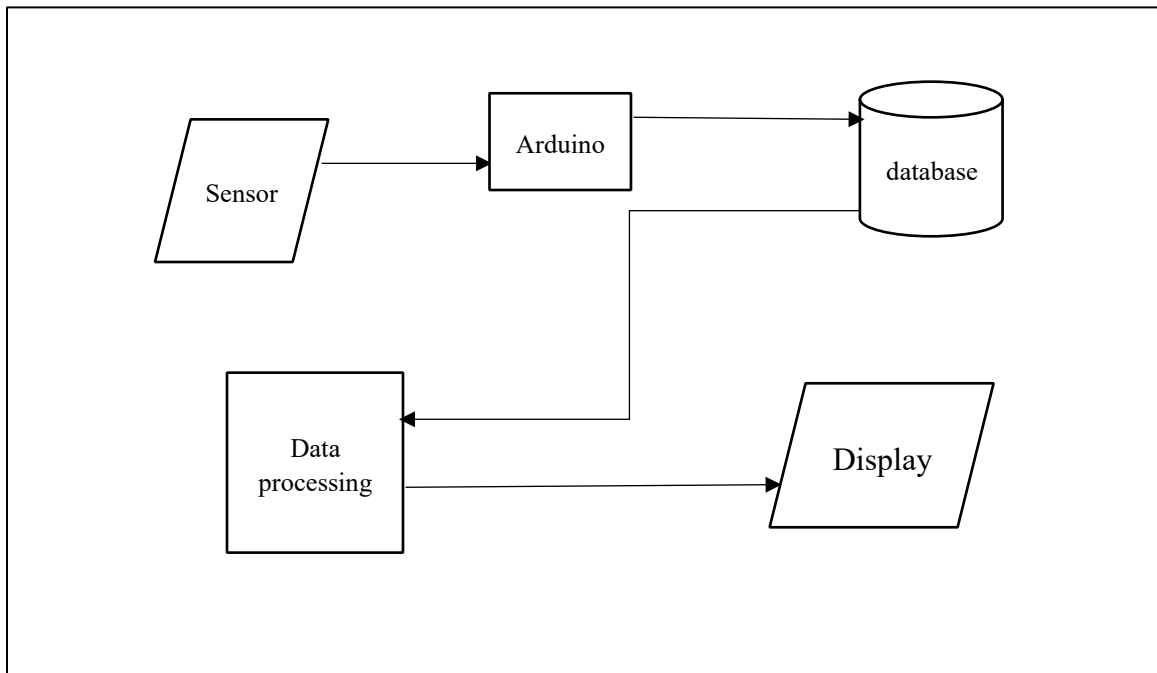 Sensor
Arduino
database
Data
processing
Display